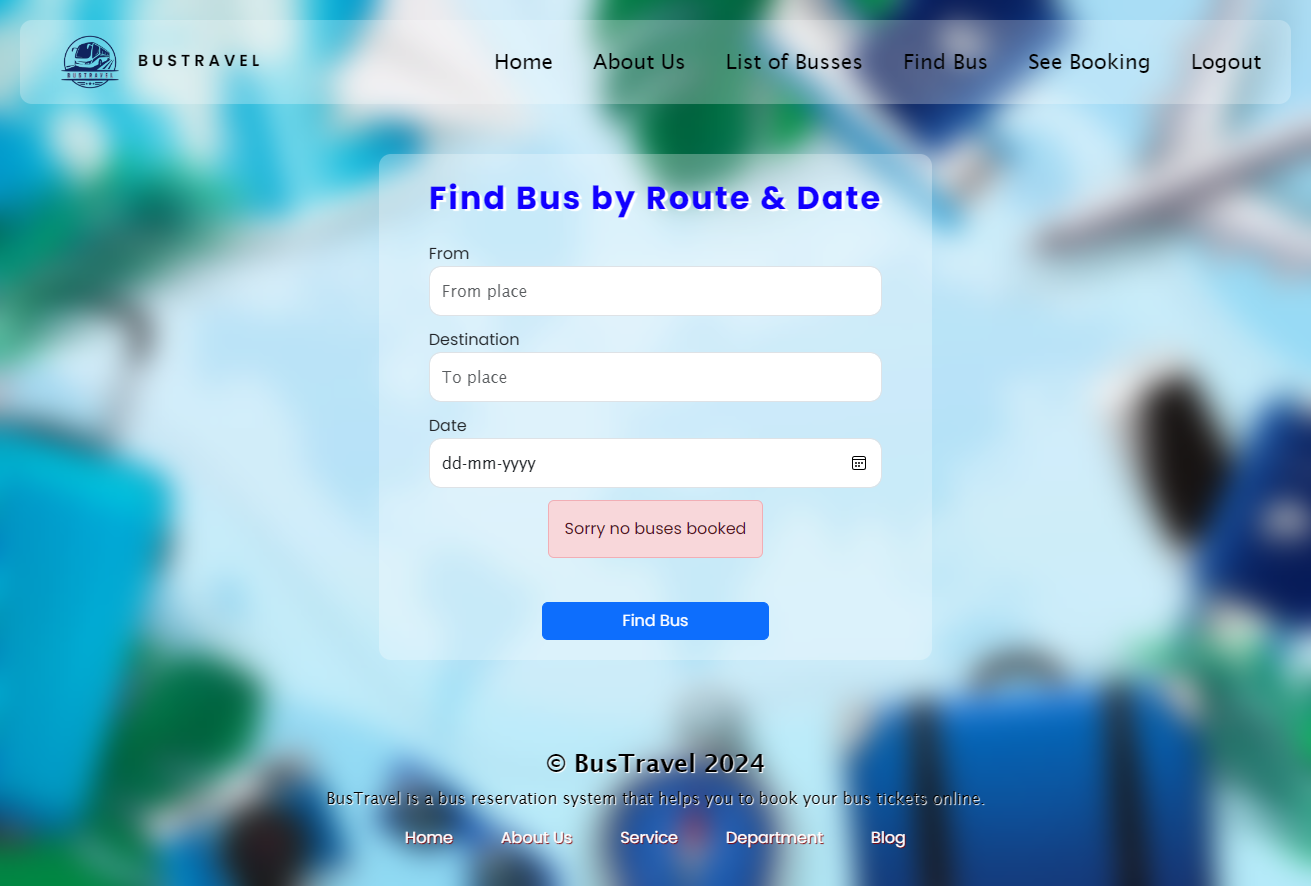 BUSTRAVEL
BUSTRAVEL
Home About Us List of Busses Find Bus See Booking Logout
Find Bus by Route & Date
From
From place
Destination
To place
Date
dd-mm-yyyy
Sorry no buses booked
Find Bus
© BusTravel 2024
BusTravel is a bus reservation system that helps you to book your bus tickets online.
Home About Us Service Department Blog